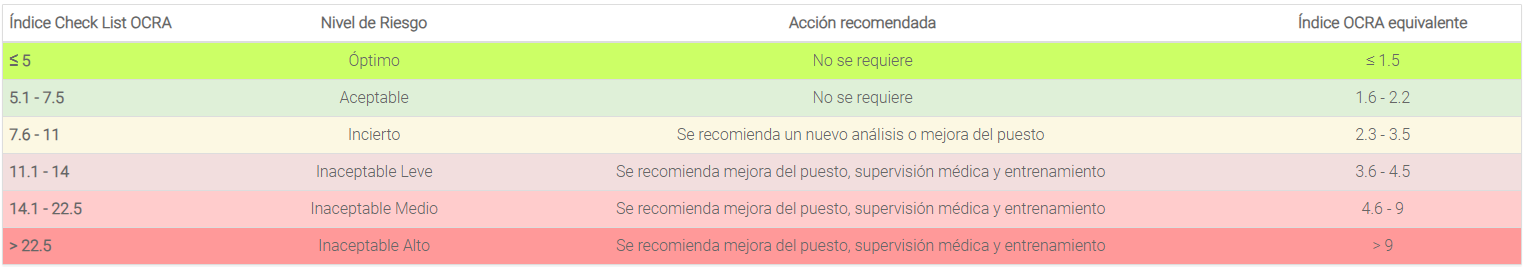 Índice Check List OCRA Nivel de Riesgo Acción recomendada Índice OCRA equivalente
≤ 5 Óptimo No se requiere ≤ 1.5
5.1 - 7.5 Aceptable No se requiere 1.6 - 2.2
7.6 - 11 Incierto Se recomienda un nuevo análisis o mejora del puesto 2.3 - 3.5
11.1 - 14 Inaceptable Leve Se recomienda mejora del puesto, supervisión médica y entrenamiento 3.6 - 4.5
14.1 - 22.5 Inaceptable Medio Se recomienda mejora del puesto, supervisión médica y entrenamiento 4.6 - 9
> 22.5 Inaceptable Alto Se recomienda mejora del puesto, supervisión médica y entrenamiento > 9